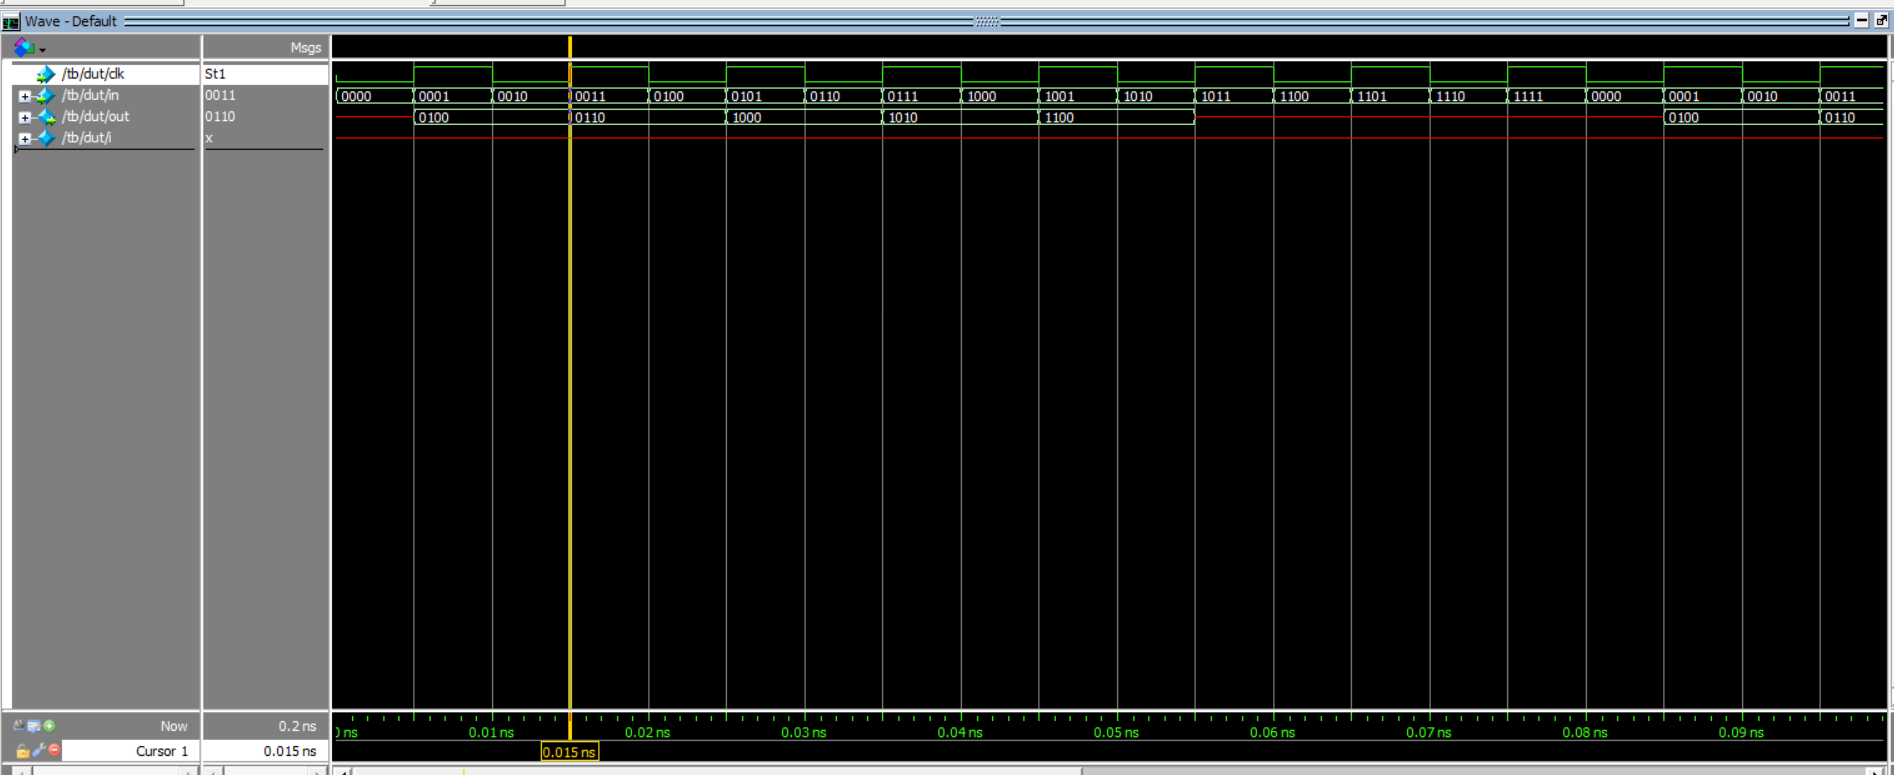 Wave - Default
Msgs
/tb/dut/clk St1
/tb/dut/in 0011 0000 0001 0010 0011 0100 0101 0110 0111 1000 1001 1010 1011 1100 1101 1110 1111 0000 0001 0010 0011
/tb/dut/out 0110 0100 0110 1000 1010 1100 0100 0110
/tb/dut/i x
Now 0.2 ns ns 0.01 ns 0.02 ns 0.03 ns 0.04 ns 0.05 ns 0.06 ns 0.07 ns 0.08 ns 0.09 ns
Cursor 1 0.015 ns 0.015 ns